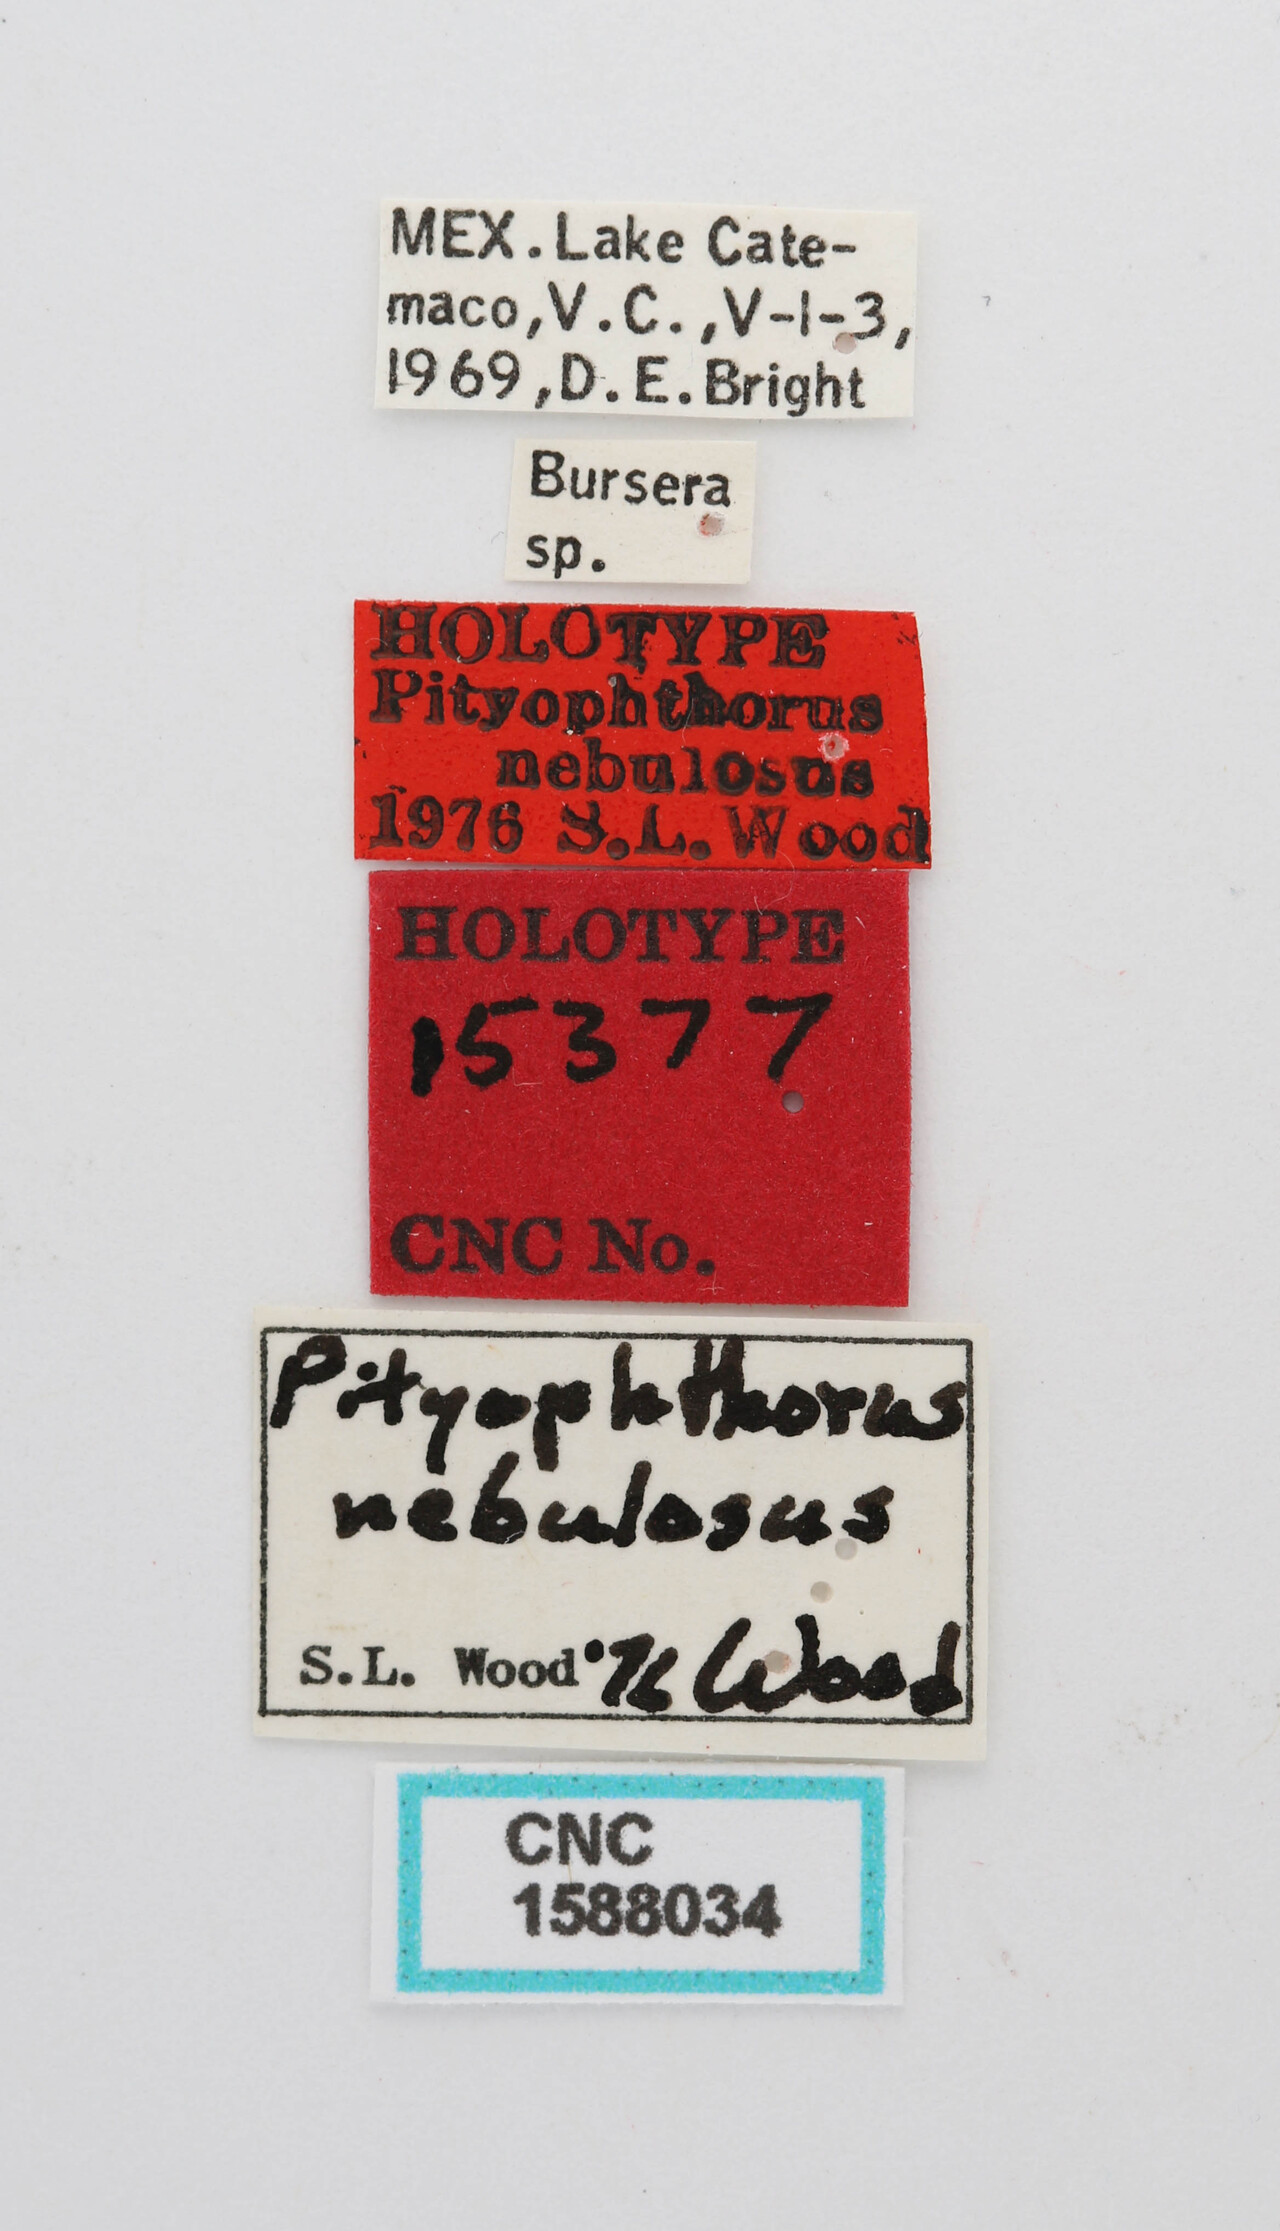 MEX. Lake Cate-
maco, V.C., V-1-3,
1969, D.E. Bright
Bursera
sp.
HOLOTYPE
Pityophthorus
nebulosus
1976 S.L. Wood
HOLOTYPE
15377
CNC No.
Pityophthorus
nebulosus
S.L. Wood '76 Wood
CNC
1588034